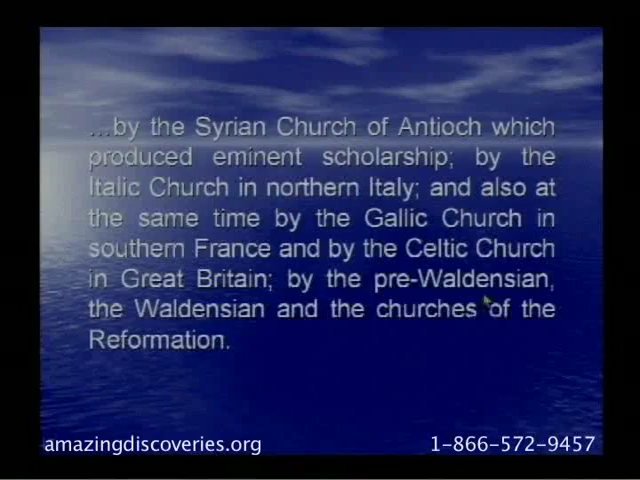 ...by the Syrian Church of Antioch which
produced eminent scholarship; by the
Italic Church in northern Italy; and also at
the same time by the Gallic Church in
southern France and by the Celtic Church
in Great Britain; by the pre-Waldensian,
the Waldensian and the churches of the
Reformation.
amazingdiscoveries.org 1-866-572-9457